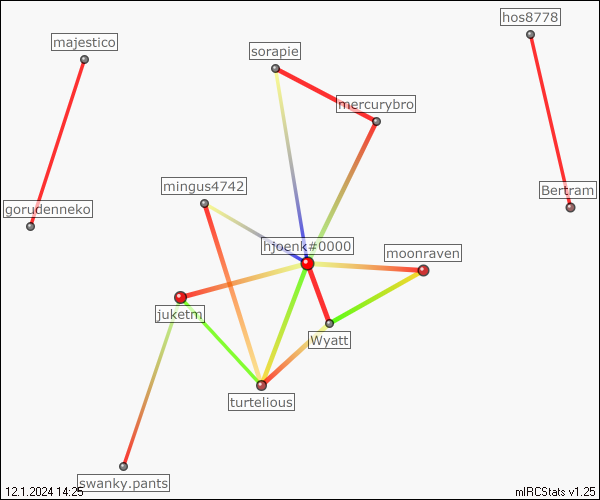 hos8778
majestico
sorapie
mercurybro
mingus4742
Bertram
gorudenneko
hjoenk#0000
moonraven
juketm
Wyatt
turtelious
swanky.pants
12.1.2024 14:25
mIRCStats v1.25